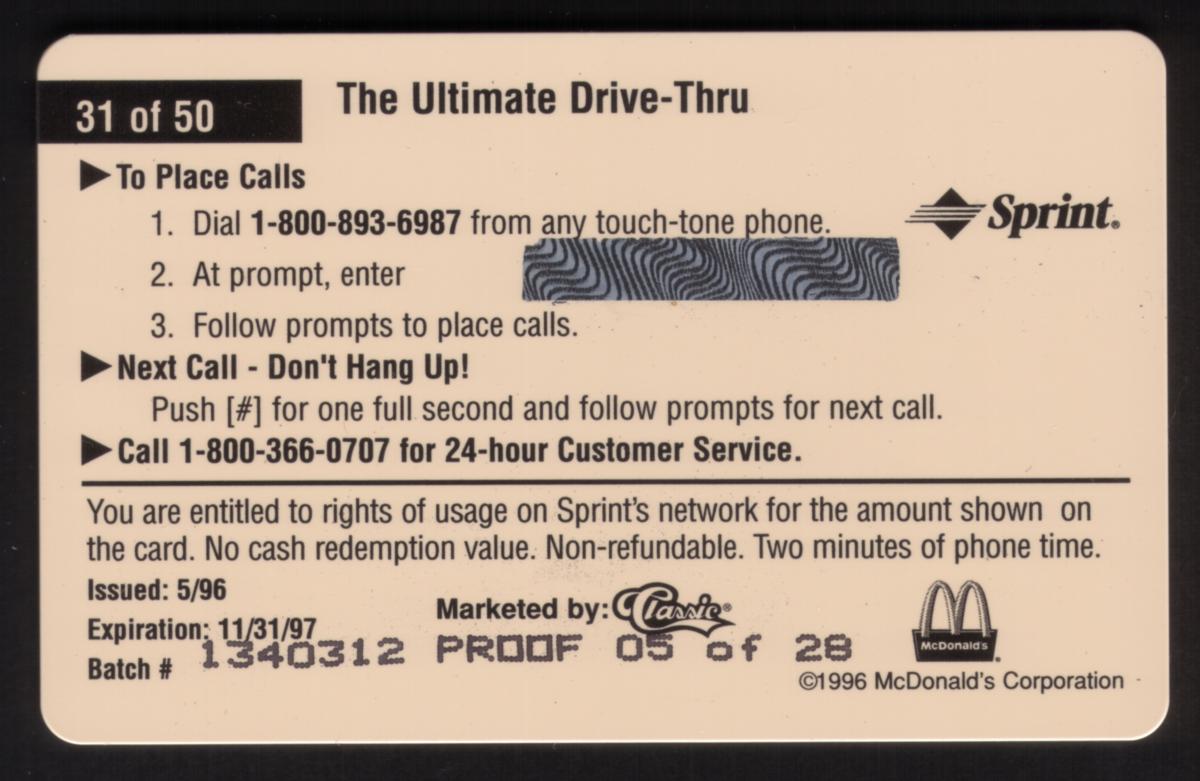 31 of 50
The Ultimate Drive-Thru
▶To Place Calls
1. Dial 1-800-893-6987 from any touch-tone phone.
Sprint®
2. At prompt, enter
3. Follow prompts to place calls.
▶Next Call - Don't Hang Up!
Push [#] for one full second and follow prompts for next call.
▶Call 1-800-366-0707 for 24-hour Customer Service.
You are entitled to rights of usage on Sprint's network for the amount shown on
the card. No cash redemption value. Non-refundable. Two minutes of phone time.
Issued: 5/96
Expiration: 11/31/97
Batch # 1340312 PROOF 05 of 28
Marketed by: Classic®
McDonald's®
©1996 McDonald's Corporation